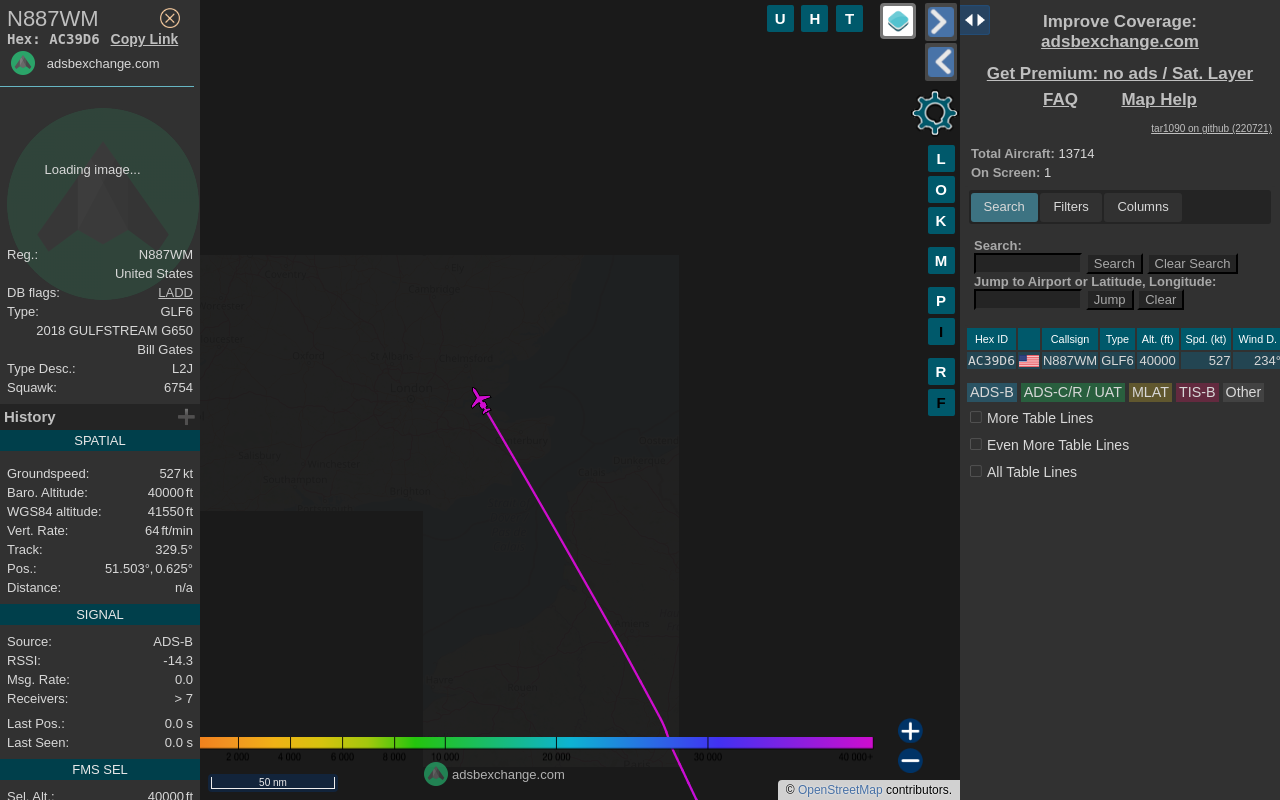 N887WM
Hex: AC39D6 Copy Link
adsbexchange.com
Loading image...
Reg.: N887WM
United States
DB flags: LADD
Type: GLF6
2018 GULFSTREAM G650
Bill Gates
Type Desc.: L2J
Squawk: 6754
History
SPATIAL
Groundspeed: 527 kt
Baro. Altitude: 40000 ft
WGS84 altitude: 41550 ft
Vert. Rate: 64 ft/min
Track: 329.5°
Pos.: 51.503°, 0.625°
Distance: n/a
SIGNAL
Source: ADS-B
RSSI: -14.3
Msg. Rate: 0.0
Receivers: > 7
Last Pos.: 0.0 s
Last Seen: 0.0 s
FMS SEL
Sel. Alt.: 40000 ft
U H T
L
O
K
M
P
I
R
F
London
2 000 4 000 6 000 8 000 10 000 20 000 30 000 40 000+
50 nm
adsbexchange.com
© OpenStreetMap contributors.
Improve Coverage:
adsbexchange.com
Get Premium: no ads / Sat. Layer
FAQ Map Help
tar1090 on github (220721)
Total Aircraft: 13714
On Screen: 1
Search Filters Columns
Search:
Search Clear Search
Jump to Airport or Latitude, Longitude:
Jump Clear
Hex ID Callsign Type Alt. (ft) Spd. (kt) Wind D.
AC39D6 N887WM GLF6 40000 527 234°
ADS-B ADS-C/R / UAT MLAT TIS-B Other
More Table Lines
Even More Table Lines
All Table Lines